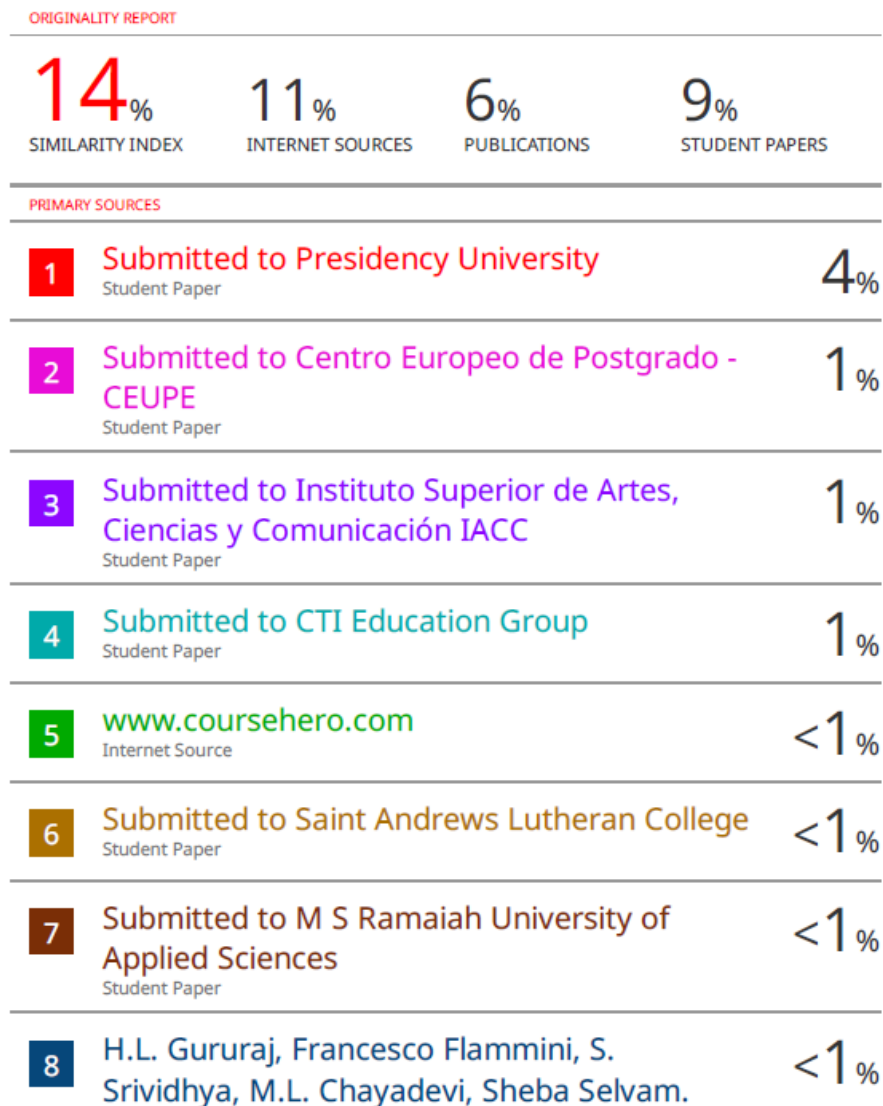 ORIGINALITY REPORT
14% 11% 6% 9%
SIMILARITY INDEX INTERNET SOURCES PUBLICATIONS STUDENT PAPERS
PRIMARY SOURCES
1 Submitted to Presidency University 4%
Student Paper
2 Submitted to Centro Europeo de Postgrado - 1%
CEUPE
Student Paper
3 Submitted to Instituto Superior de Artes, 1%
Ciencias y Comunicación IACC
Student Paper
4 Submitted to CTI Education Group 1%
Student Paper
5 www.coursehero.com <1%
Internet Source
6 Submitted to Saint Andrews Lutheran College <1%
Student Paper
7 Submitted to M S Ramaiah University of <1%
Applied Sciences
Student Paper
8 H.L. Gururaj, Francesco Flammini, S. <1%
Srividhya, M.L. Chayadevi, Sheba Selvam.